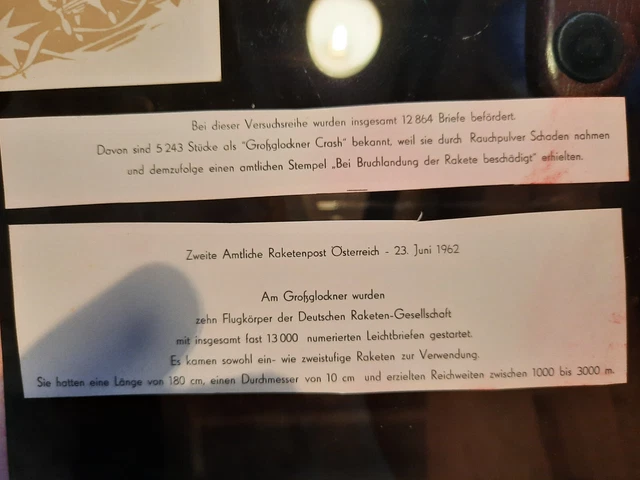 Bei dieser Versuchsreihe wurden insgesamt 12 864 Briefe befördert.
Davon sind 5 243 Stücke als "Großglockner Crash" bekannt, weil sie durch Rauchpulver Schaden nahmen
und demzufolge einen amtlichen Stempel „Bei Bruchlandung der Rakete beschädigt" erhielten.
Zweite Amtliche Raketenpost Österreich - 23. Juni 1962
Am Großglockner wurden
zehn Flugkörper der Deutschen Raketen-Gesellschaft
mit insgesamt fast 13 000 numerierten Leichtbriefen gestartet.
Es kamen sowohl ein- wie zweistufige Raketen zur Verwendung.
Sie hatten eine Länge von 180 cm, einen Durchmesser von 10 cm und erzielten Reichweiten zwischen 1000 bis 3000 m.